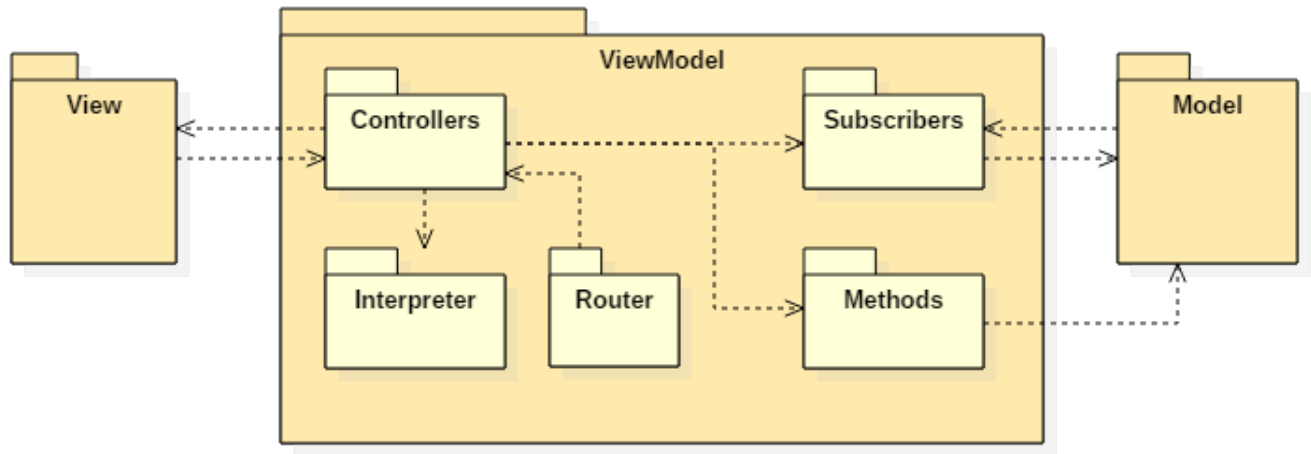 ViewModel
View
Controllers
Subscribers
Model
Interpreter
Router
Methods